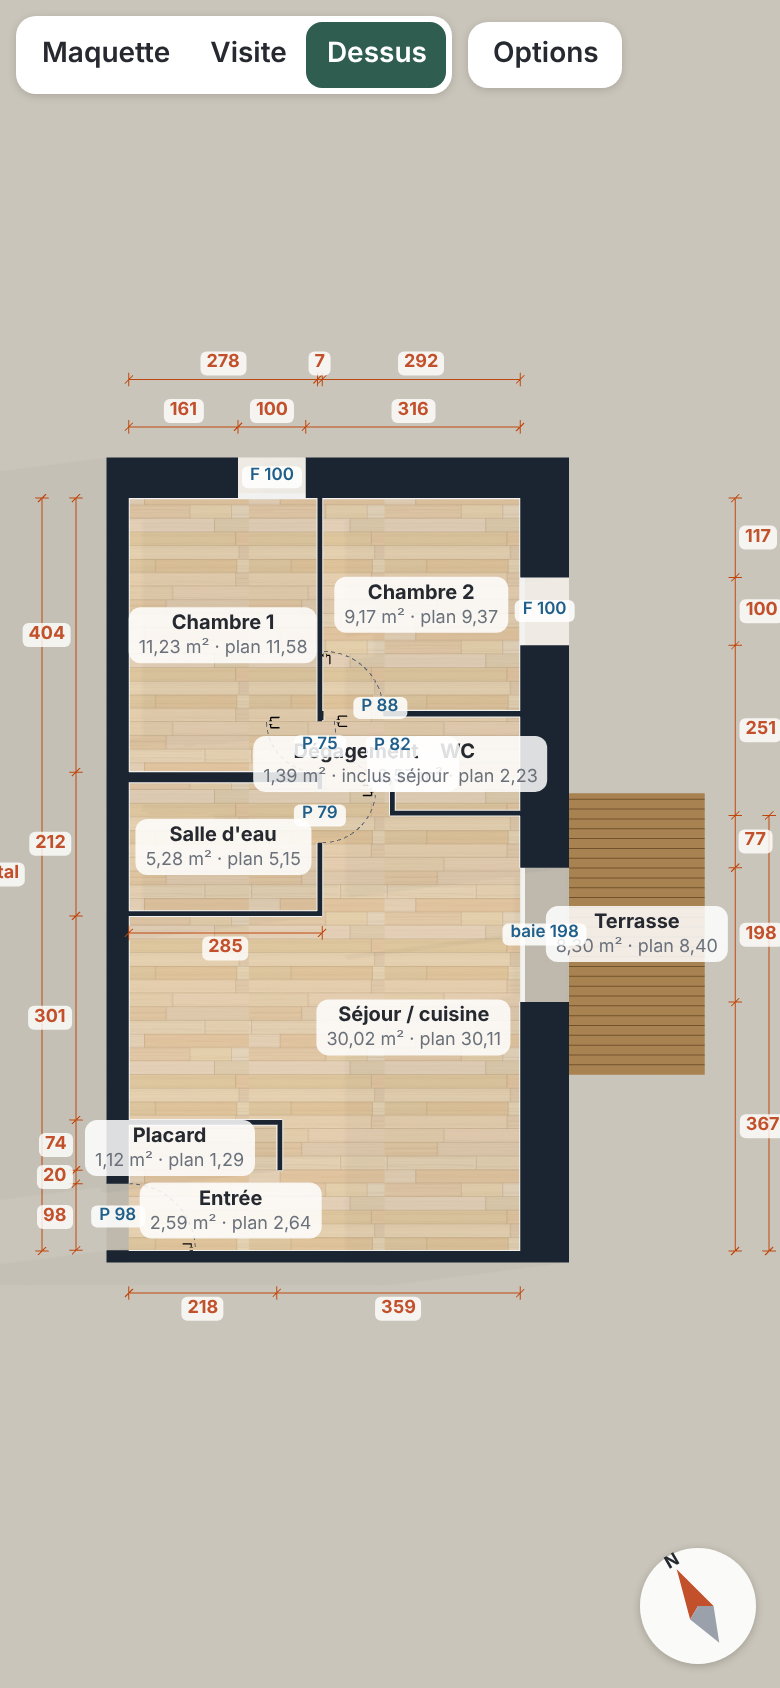 Maquette Visite Dessus Options
278 7 292
161 100 316
F 100
117
Chambre 2
9,17 m² · plan 9,37
F 100 100
Chambre 1
11,23 m² · plan 11,58
404
P 88
251
P 75 P 82
Dégagement WC
1,39 m² · inclus séjour plan 2,23
P 79
Salle d'eau
5,28 m² · plan 5,15
212
77
tal
Terrasse
8,30 m² · plan 8,40
baie 198 198
285
Séjour / cuisine
30,02 m² · plan 30,11
301
Placard
1,12 m² · plan 1,29
74
367
20
Entrée
2,59 m² · plan 2,64
98 P 98
218 359
N